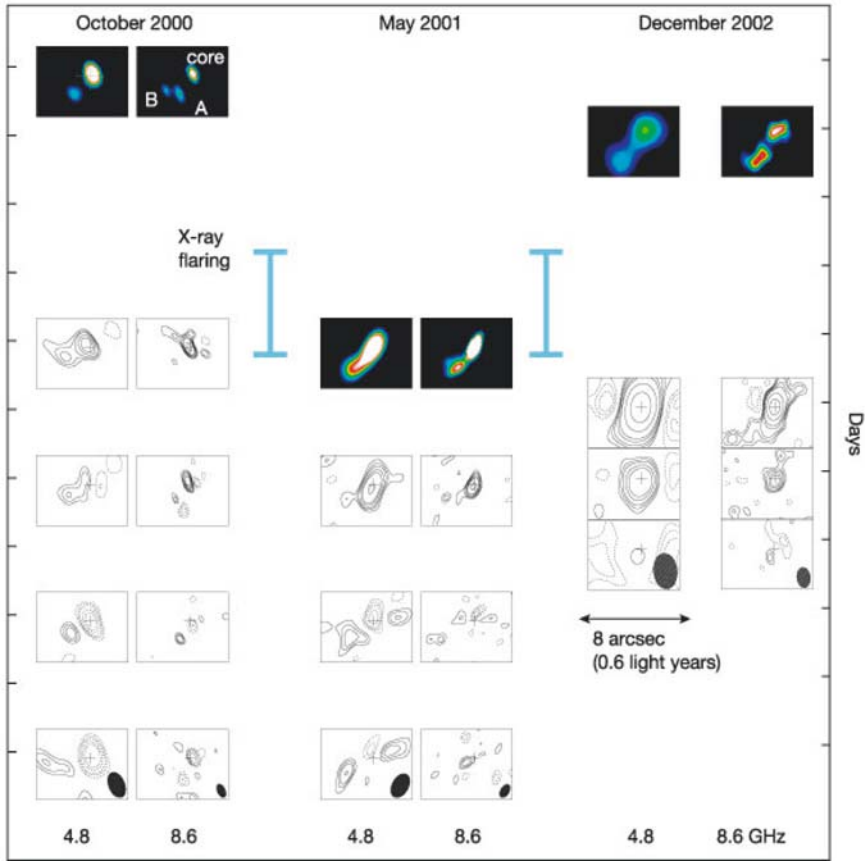 October 2000
May 2001
December 2002
core
B
A
X-ray
flaring
Days
8 arcsec
(0.6 light years)
4.8
8.6
4.8
8.6
4.8
8.6 GHz